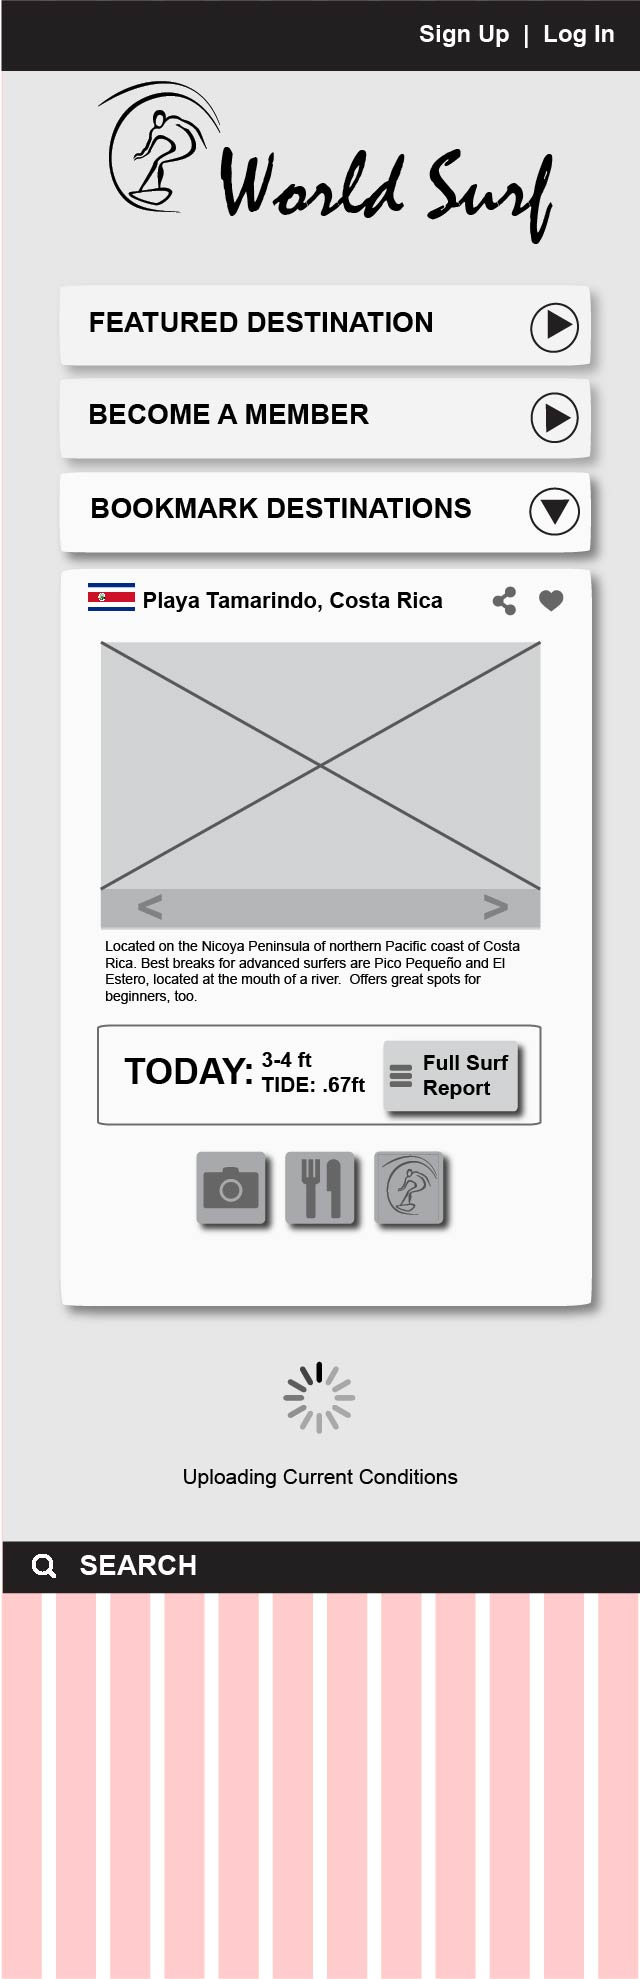 Sign Up | Log In
World Surf
FEATURED DESTINATION
BECOME A MEMBER
BOOKMARK DESTINATIONS
Playa Tamarindo, Costa Rica
< >
Located on the Nicoya Peninsula of northern Pacific coast of Costa
Rica. Best breaks for advanced surfers are Pico Pequeño and El
Estero, located at the mouth of a river.  Offers great spots for
beginners, too.
TODAY:
3-4 ft
TIDE: .67ft
Full Surf
Report
Uploading Current Conditions
SEARCH